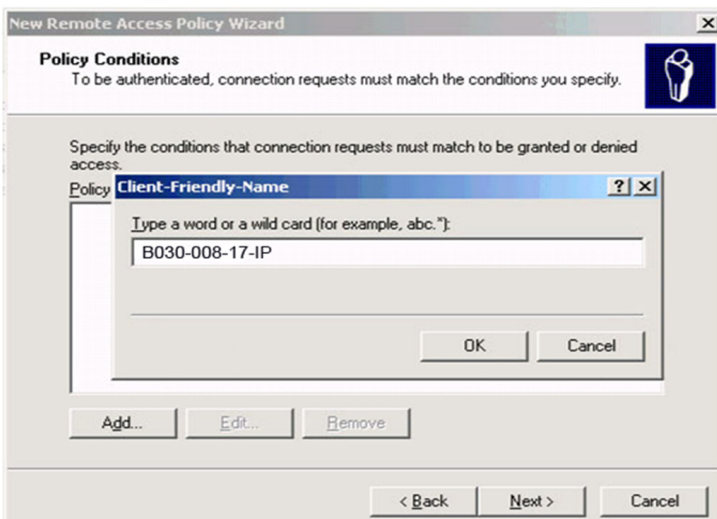 New Remote Access Policy Wizard
Policy Conditions
To be authenticated, connection requests must match the conditions you specify.
Specify the conditions that connection requests must match to be granted or denied
access.
Policy
Client-Friendly-Name
Type a word or a wild card (for example, abc.*):
B030-008-17-IP
OK Cancel
Add... Edit... Remove
< Back Next > Cancel